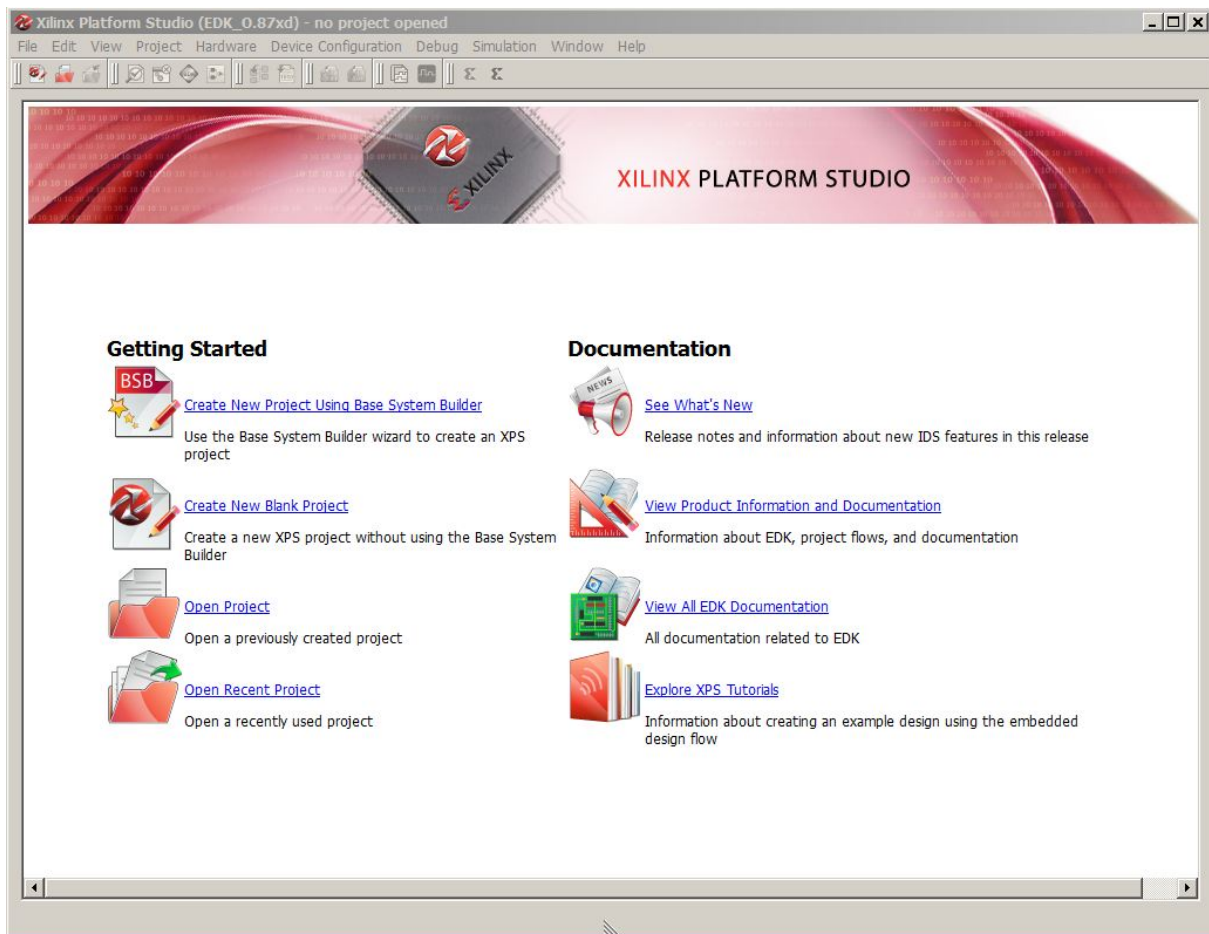 Xilinx Platform Studio (EDK_O.87xd) - no project opened
File Edit View Project Hardware Device Configuration Debug Simulation Window Help
XILINX
XILINX PLATFORM STUDIO
Getting Started
BSB
Create New Project Using Base System Builder
Use the Base System Builder wizard to create an XPS
project
Create New Blank Project
Create a new XPS project without using the Base System
Builder
Open Project
Open a previously created project
Open Recent Project
Open a recently used project
Documentation
NEWS
See What's New
Release notes and information about new IDS features in this release
View Product Information and Documentation
Information about EDK, project flows, and documentation
View All EDK Documentation
All documentation related to EDK
Explore XPS Tutorials
Information about creating an example design using the embedded
design flow